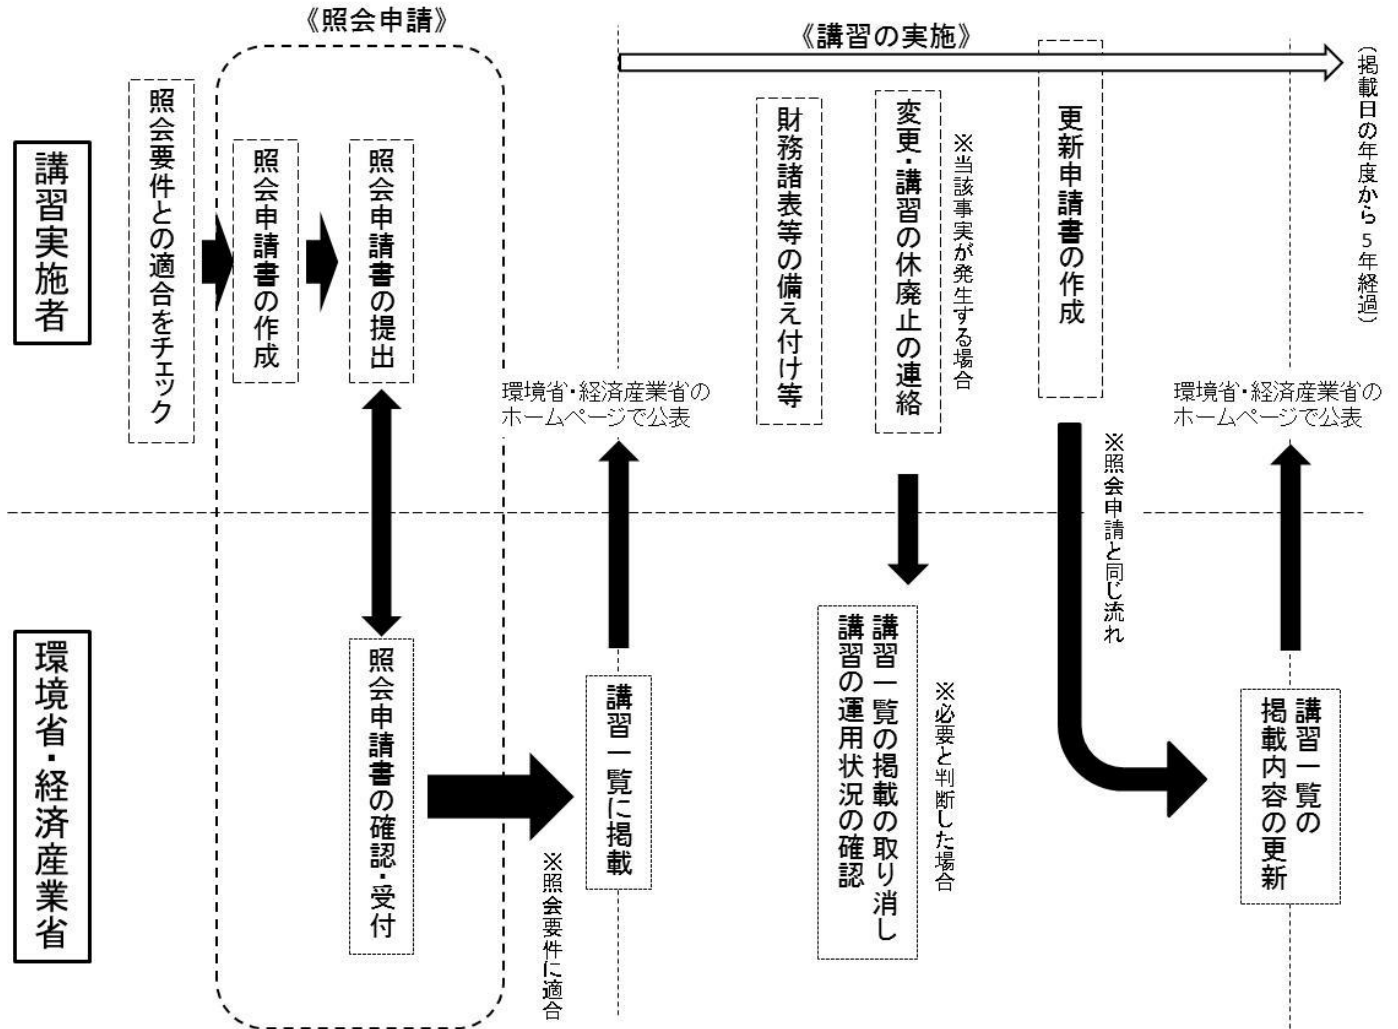 《照会申請》
《講習の実施》
(掲載日の年度から5年経過)
講習実施者
照会要件との適合をチェック
照会申請書の作成
照会申請書の提出
財務諸表等の備え付け等
変更・講習の休廃止の連絡
※当該事実が発生する場合
更新申請書の作成
環境省・経済産業省の
ホームページで公表
環境省・経済産業省の
ホームページで公表
※照会申請と同じ流れ
環境省・経済産業省
照会申請書の確認・受付
※照会要件に適合
講習一覧に掲載
講習一覧の掲載の取り消し
講習の運用状況の確認
※必要と判断した場合
講習一覧の
掲載内容の更新